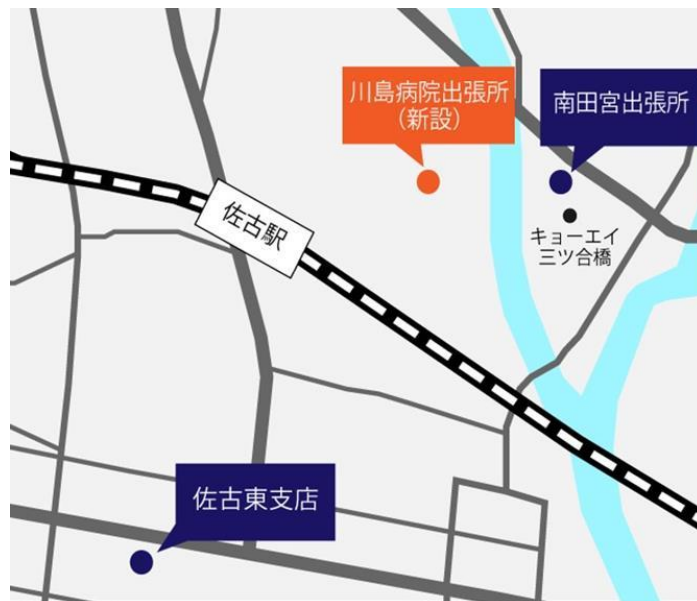 川島病院出張所
(新設)
南田宮出張所
キョーエイ
三ツ合橋
佐古駅
佐古東支店